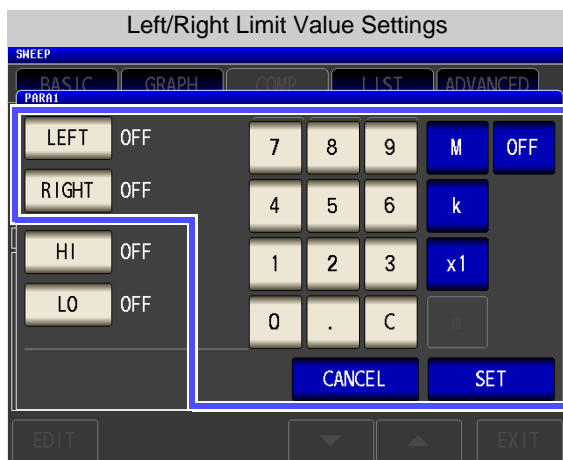 Left/Right Limit Value Settings
SWEEP
BASIC GRAPH COMP LIST ADVANCED
PARA1
LEFT OFF 7 8 9 M OFF
RIGHT OFF 4 5 6 k
HI OFF 1 2 3 x1
LO OFF 0 . C m
CANCEL SET
EDIT EXIT